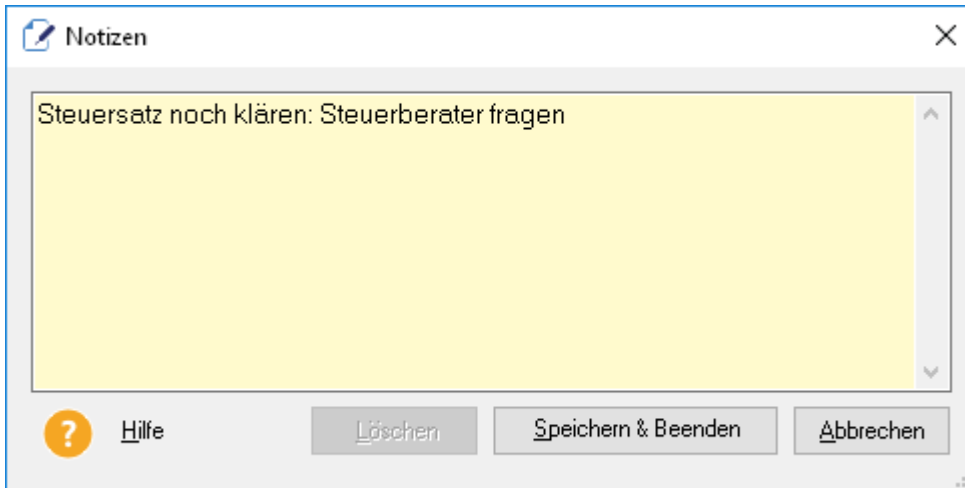 Notizen
Steuersatz noch klären: Steuerberater fragen
? Hilfe Löschen Speichern & Beenden Abbrechen